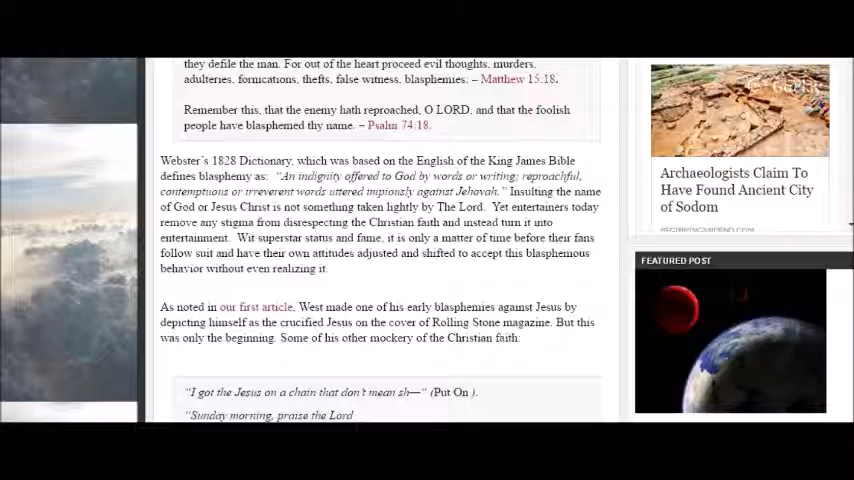 they defile the man. For out of the heart proceed evil thoughts, murders,
adulteries, fornications, thefts, false witness, blasphemies; – Matthew 15:18.
Remember this, that the enemy hath reproached, O LORD, and that the foolish
people have blasphemed thy name. – Psalm 74:18.
Webster's 1828 Dictionary, which was based on the English of the King James Bible
defines blasphemy as: "An indignity offered to God by words or writing; reproachful,
contemptuous or irreverent words uttered impiously against Jehovah." Insulting the name
of God or Jesus Christ is not something taken lightly by The Lord. Yet entertainers today
remove any stigma from disrespecting the Christian faith and instead turn it into
entertainment. Wit superstar status and fame, it is only a matter of time before their fans
follow suit and have their own attitudes adjusted and shifted to accept this blasphemous
behavior without even realizing it.
As noted in our first article, West made one of his early blasphemies against Jesus by
depicting himself as the crucified Jesus on the cover of Rolling Stone magazine. But this
was only the beginning. Some of his other mockery of the Christian faith:
"I got the Jesus on a chain that don't mean sh—" (Put On ).
"Sunday morning, praise the Lord
Archaeologists Claim To
Have Found Ancient City
of Sodom
BEGINNINGANDEND.COM
FEATURED POST